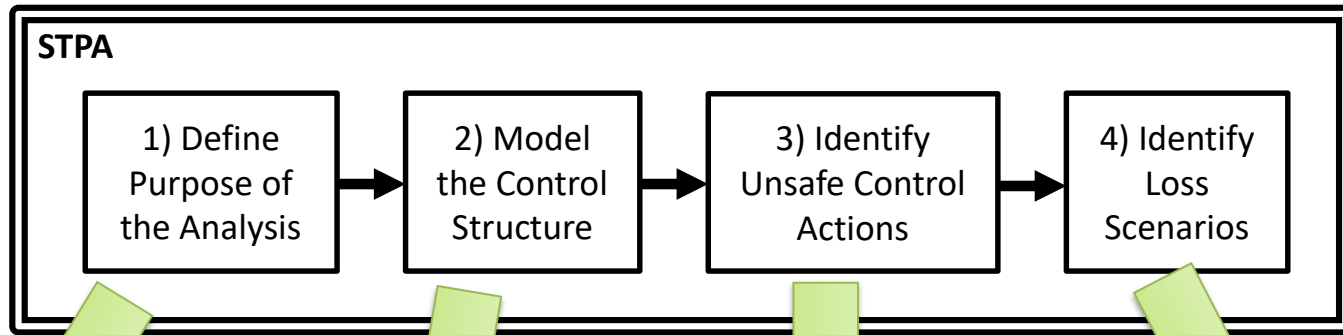 STPA
1) Define
Purpose of
the Analysis
2) Model
the Control
Structure
3) Identify
Unsafe Control
Actions
4) Identify
Loss
Scenarios